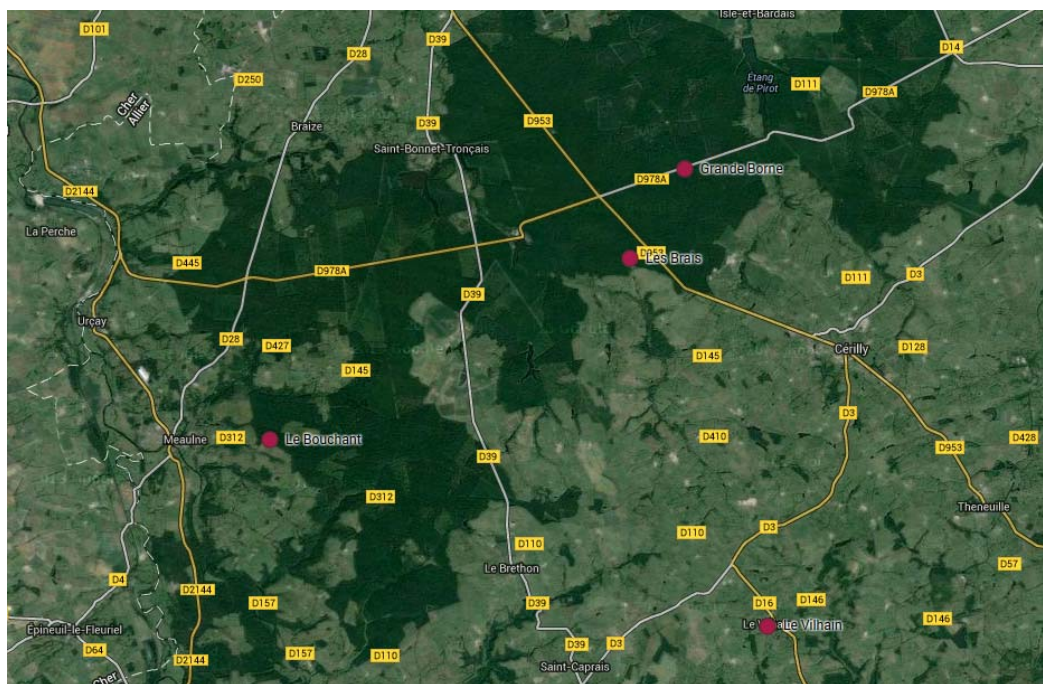 Isle-et-Bardais
D101
D39
D14
D28
D250
Étang
de Pirot
D111
D978A
Cher
Allier
D39
D953
Braize
Saint-Bonnet-Tronçais
Grande Borne
D978A
D2144
La Perche
D445
D978A
D953
Les Brais
D111
D3
D39
Urçay
D28
D427
D145
D145
Cérilly
D128
D3
Meaulne
D312
Le Bouchant
D410
D428
D953
D39
D312
Theneuille
D3
D110
D110
Le Brethon
D57
D4
D2144
D157
D39
D16
D146
D146
Épineuil-le-Fleuriel
Le Vilhain
D64
D39
D3
D2144
D157
D110
Saint-Caprais
Cher